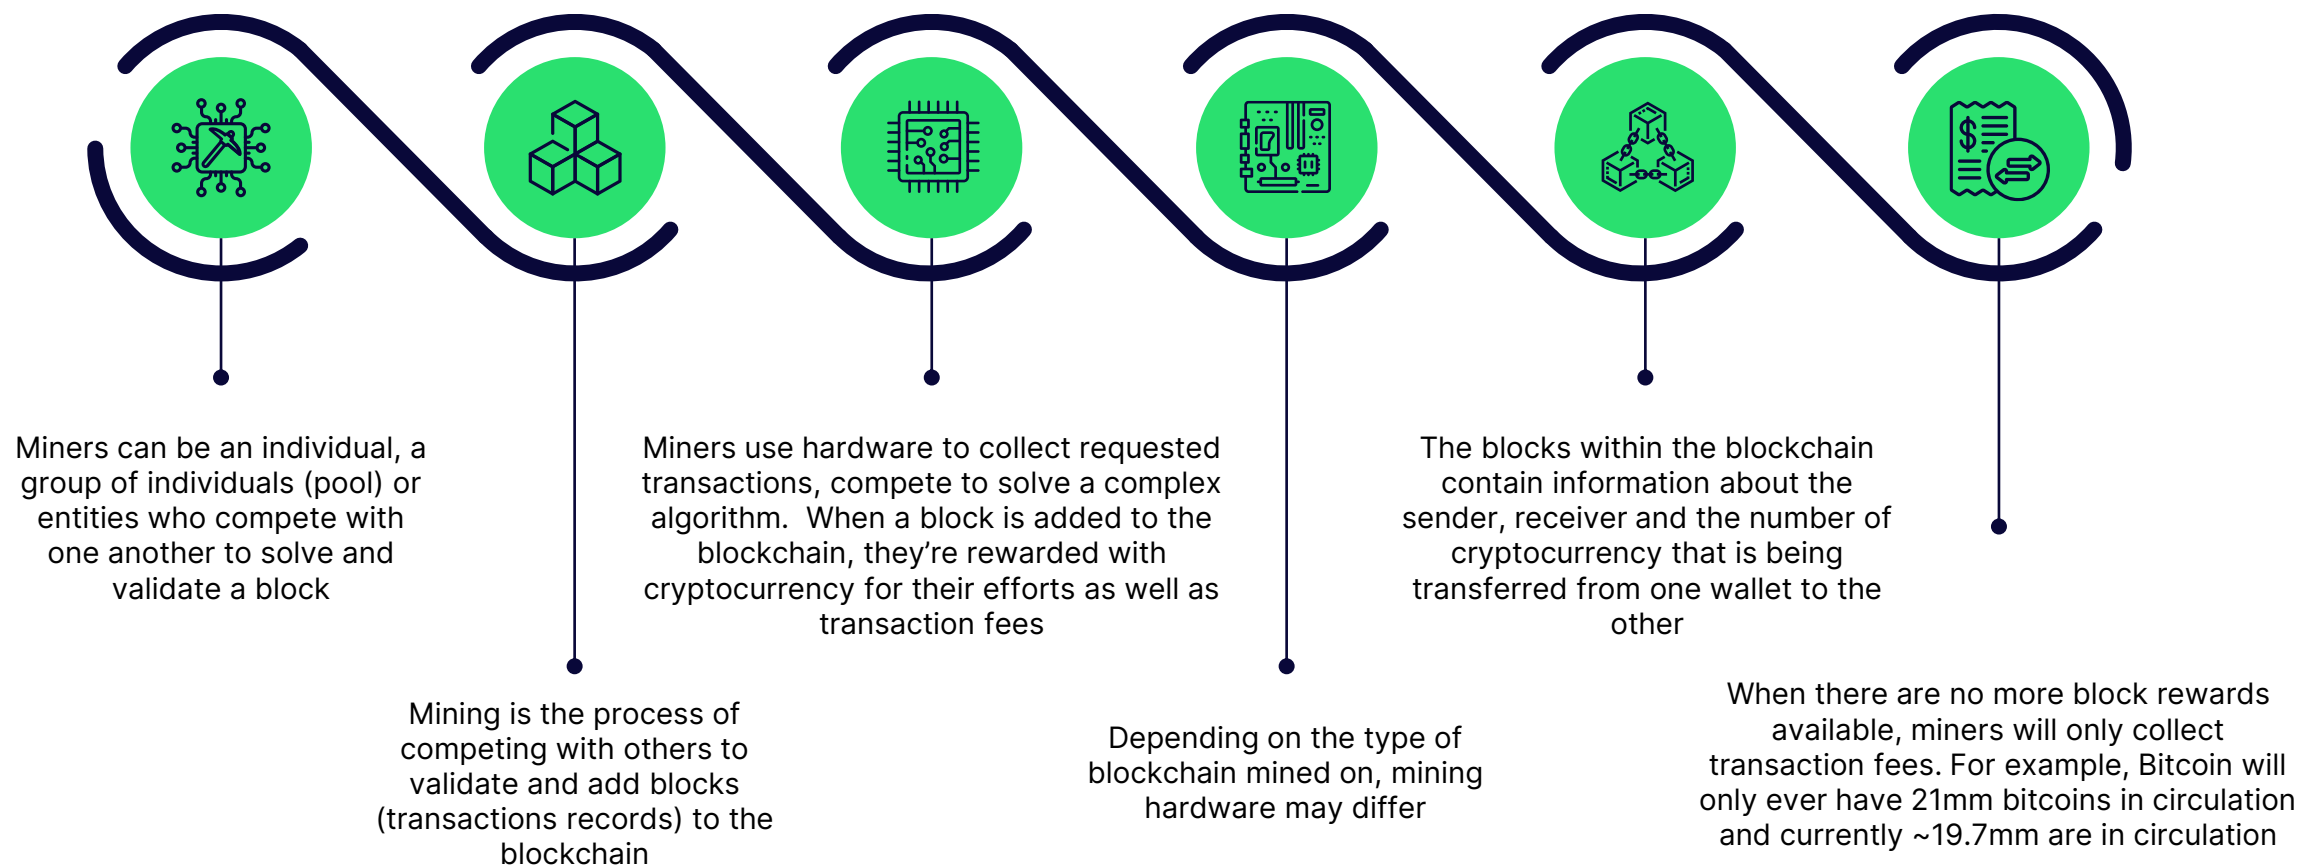 Miners can be an individual, a
group of individuals (pool) or
entities who compete with
one another to solve and
validate a block
Mining is the process of
competing with others to
validate and add blocks
(transactions records) to the
blockchain
Miners use hardware to collect requested
transactions, compete to solve a complex
algorithm.  When a block is added to the
blockchain, they’re rewarded with
cryptocurrency for their efforts as well as
transaction fees
Depending on the type of
blockchain mined on, mining
hardware may differ
The blocks within the blockchain
contain information about the
sender, receiver and the number of
cryptocurrency that is being
transferred from one wallet to the
other
When there are no more block rewards
available, miners will only collect
transaction fees. For example, Bitcoin will
only ever have 21mm bitcoins in circulation
and currently ~19.7mm are in circulation